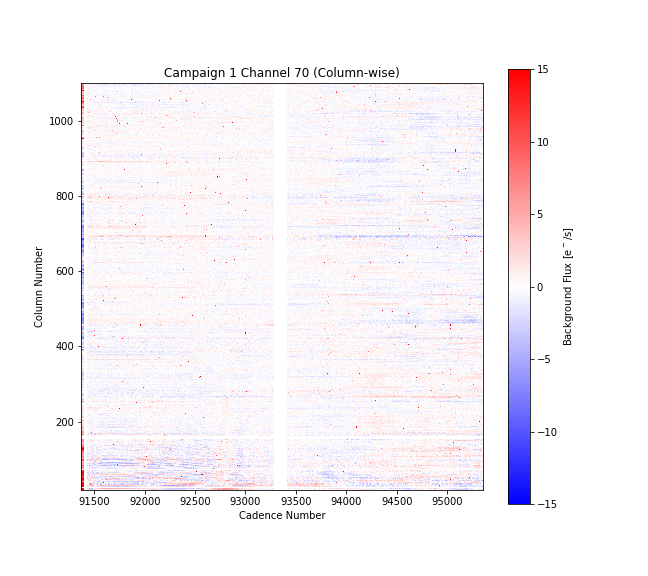 Campaign 1 Channel 70 (Column-wise)
1000
800
600
400
200
Column Number
91500 92000 92500 93000 93500 94000 94500 95000
Cadence Number
15
10
5
0
−5
−10
−15
Background Flux [e⁻/s]